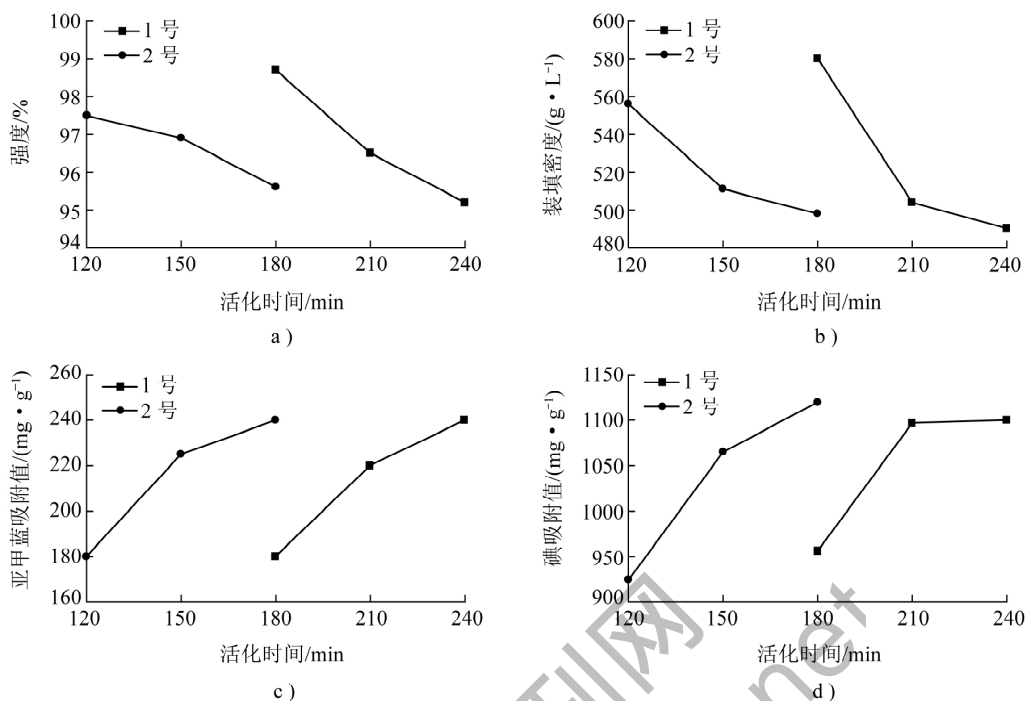 100
99
98
97
96
95
94
强度/%
1 号
2 号
120 150 180 210 240
活化时间/min
a )
600
580
560
540
520
500
480
装填密度/(g·L⁻¹)
1 号
2 号
120 150 180 210 240
活化时间/min
b )
260
240
220
200
180
160
亚甲蓝吸附值/(mg·g⁻¹)
1 号
2 号
120 150 180 210 240
活化时间/min
c )
1150
1100
1050
1000
950
900
碘吸附值/(mg·g⁻¹)
1 号
2 号
120 150 180 210 240
活化时间/min
d )
刊网
net